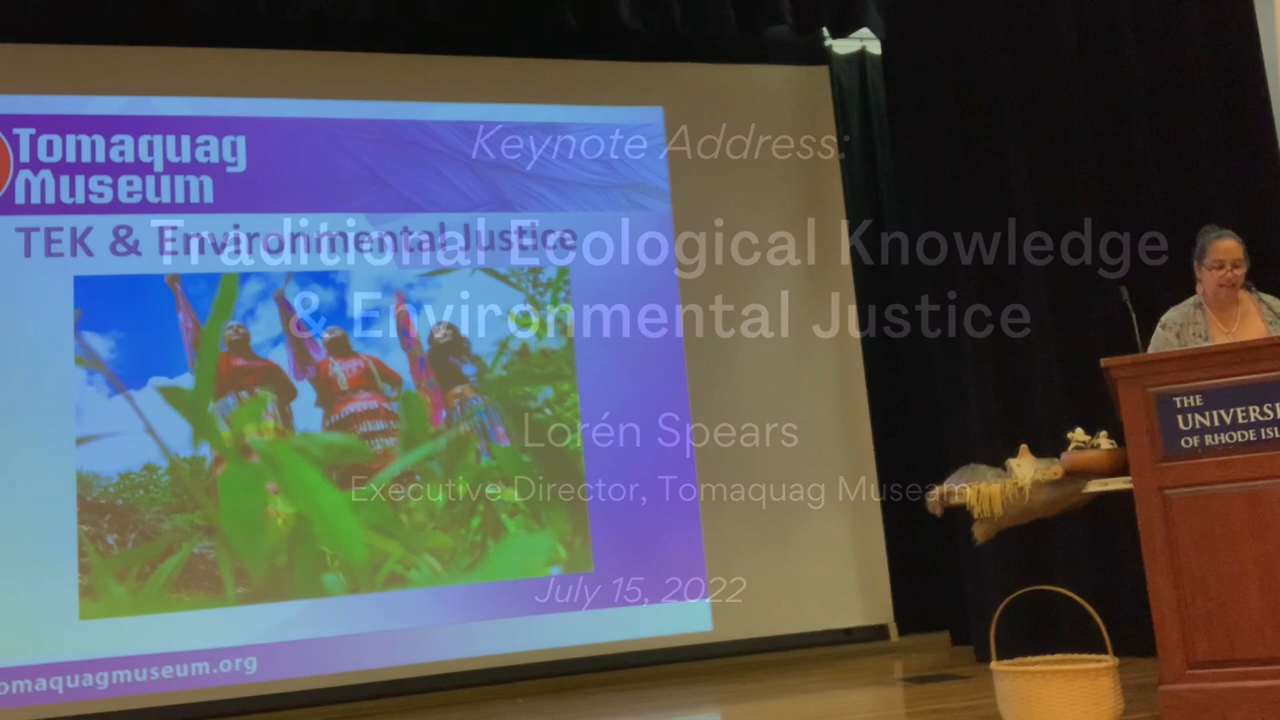 Tomaquag
Museum
TEK & Environmental Justice
omaquagmuseum.org
Keynote Address:
Traditional Ecological Knowledge
& Environmental Justice
Lorén Spears
Executive Director, Tomaquag Museum
July 15, 2022
THE
UNIVERSI
OF RHODE ISL